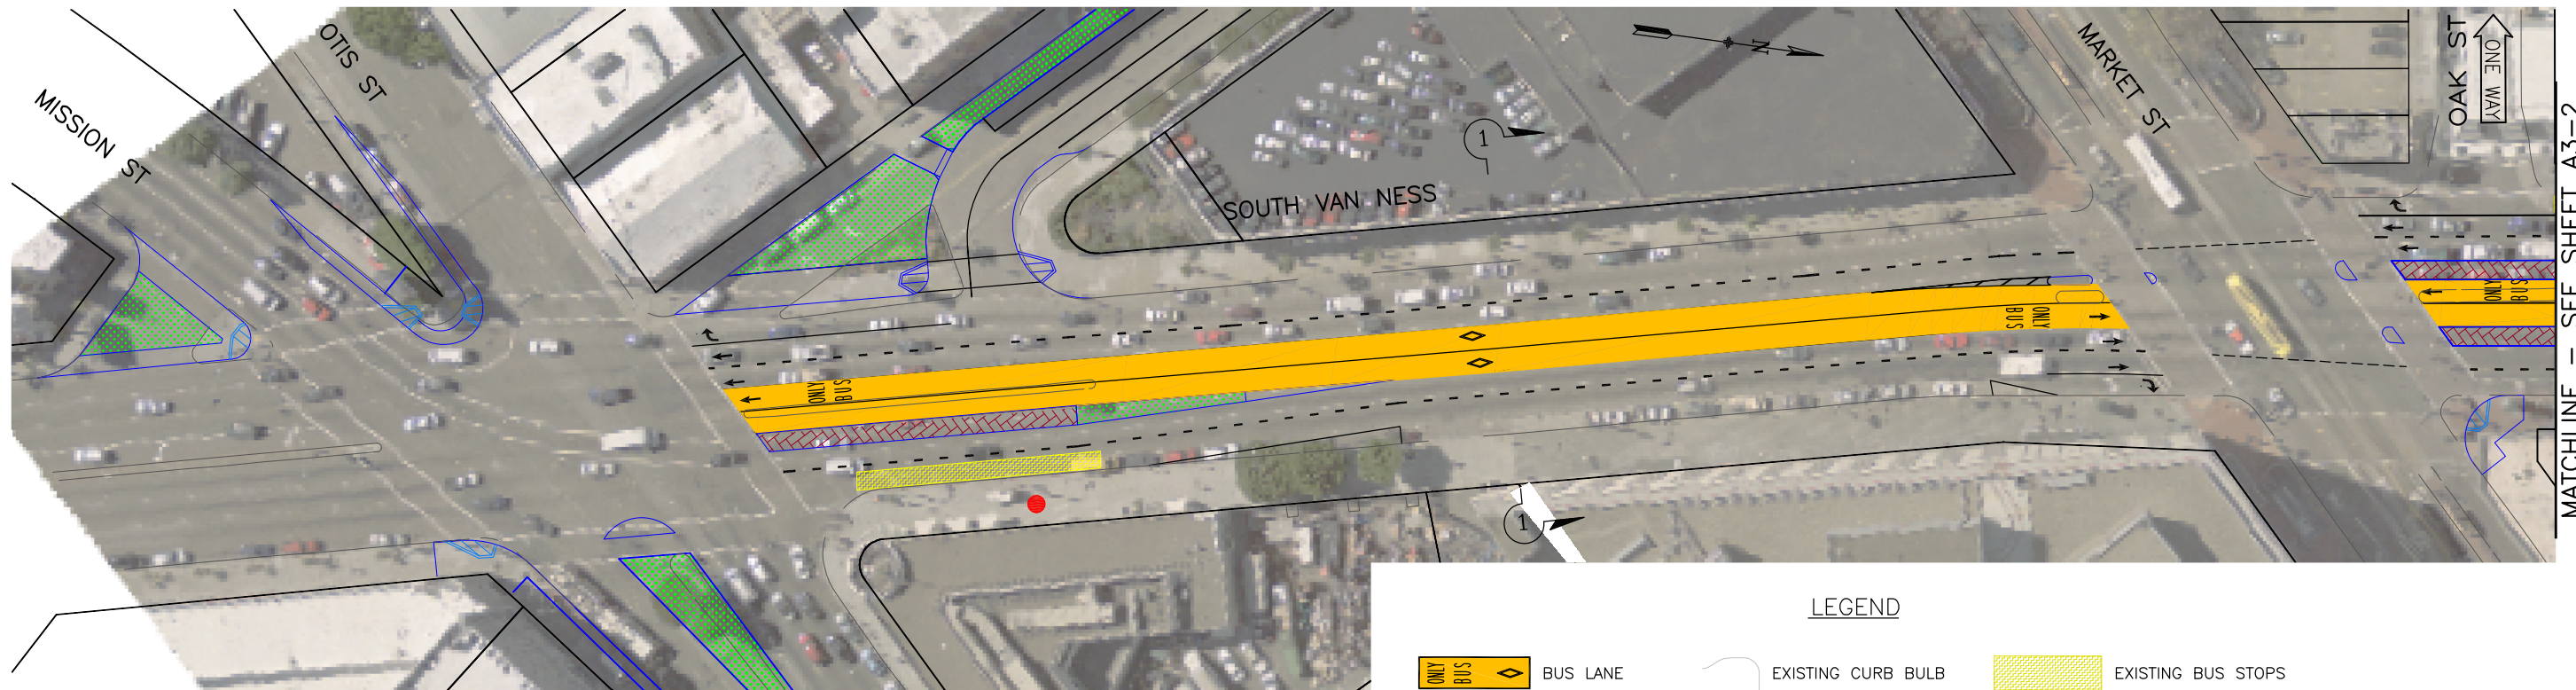 OTIS ST
MISSION ST
N
1
SOUTH VAN NESS
MARKET ST
OAK ST
ONE WAY
MATCHLINE - SEE SHEET A3-2
ONLY
BUS
BUS
ONLY
ONLY
BUS
1
LEGEND
ONLY
BUS
BUS LANE
EXISTING CURB BULB
EXISTING BUS STOPS